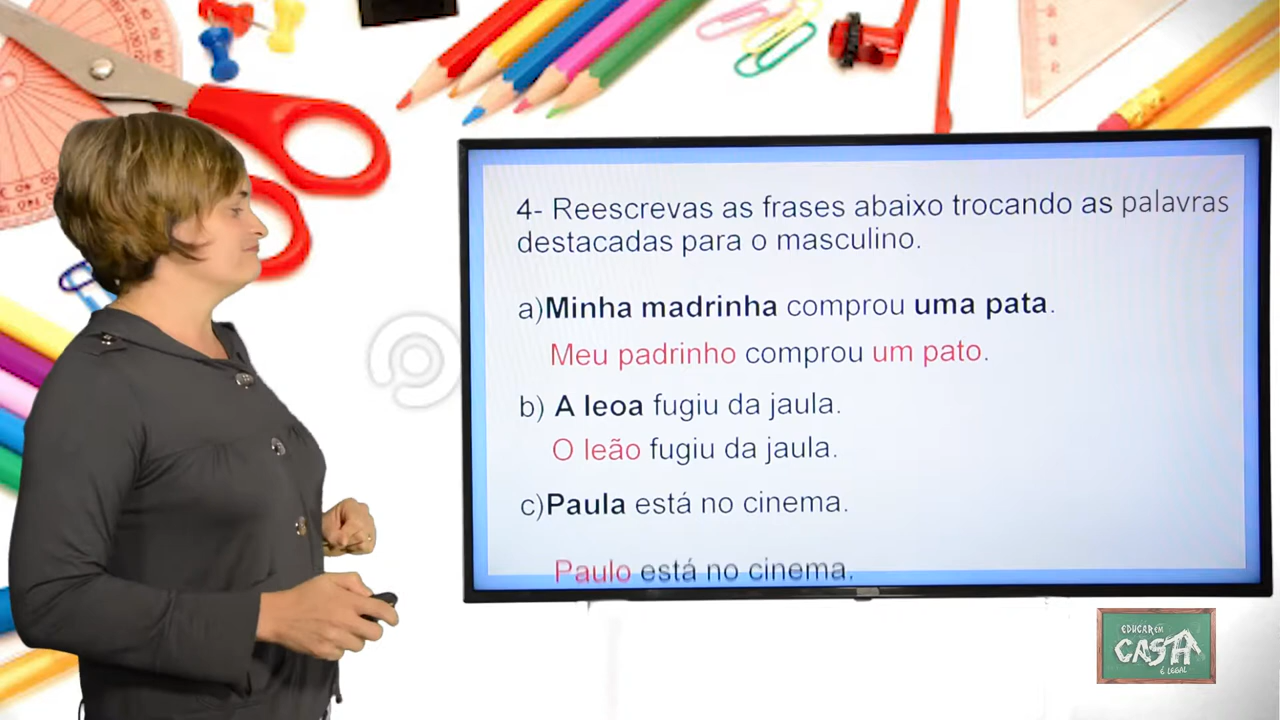 4- Reescrevas as frases abaixo trocando as palavras
destacadas para o masculino.
a)Minha madrinha comprou uma pata.
Meu padrinho comprou um pato.
b) A leoa fugiu da jaula.
O leão fugiu da jaula.
c)Paula está no cinema.
Paulo está no cinema.
EDUCAR EM
CASA
É LEGAL